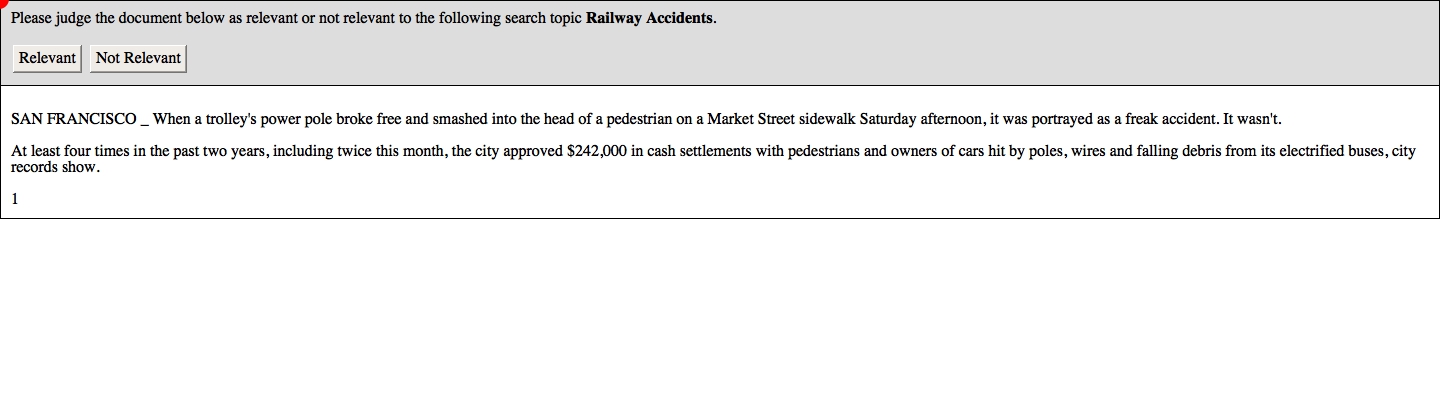 Please judge the document below as relevant or not relevant to the following search topic Railway Accidents.
Relevant Not Relevant
SAN FRANCISCO _ When a trolley's power pole broke free and smashed into the head of a pedestrian on a Market Street sidewalk Saturday afternoon, it was portrayed as a freak accident. It wasn't.
At least four times in the past two years, including twice this month, the city approved $242,000 in cash settlements with pedestrians and owners of cars hit by poles, wires and falling debris from its electrified buses, city
records show.
1